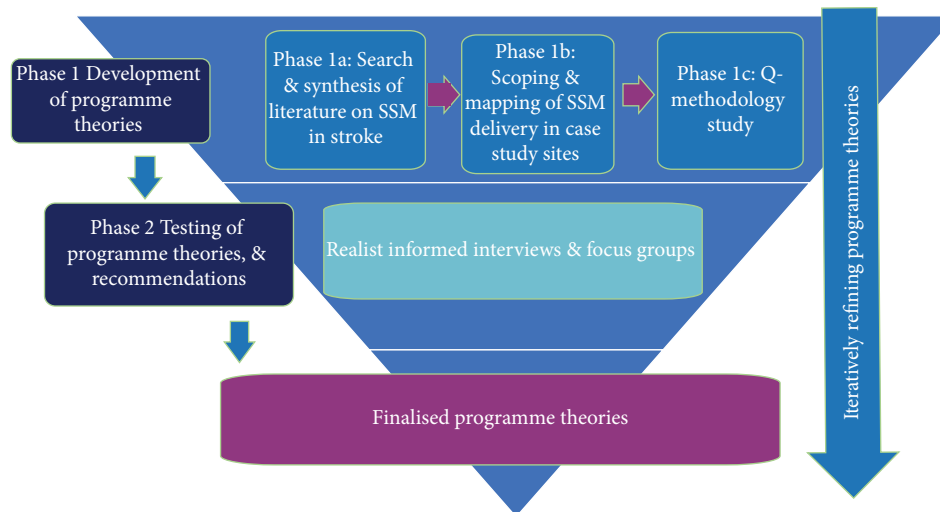 Phase 1 Development
of programme
theories
Phase 1a: Search
& synthesis of
literature on SSM
in stroke
Phase 1b:
Scoping &
mapping of SSM
delivery in case
study sites
Phase 1c: Q-
methodology
study
Phase 2 Testing of
programme theories, &
recommendations
Realist informed interviews & focus groups
Finalised programme theories
Iteratively refining programme theories